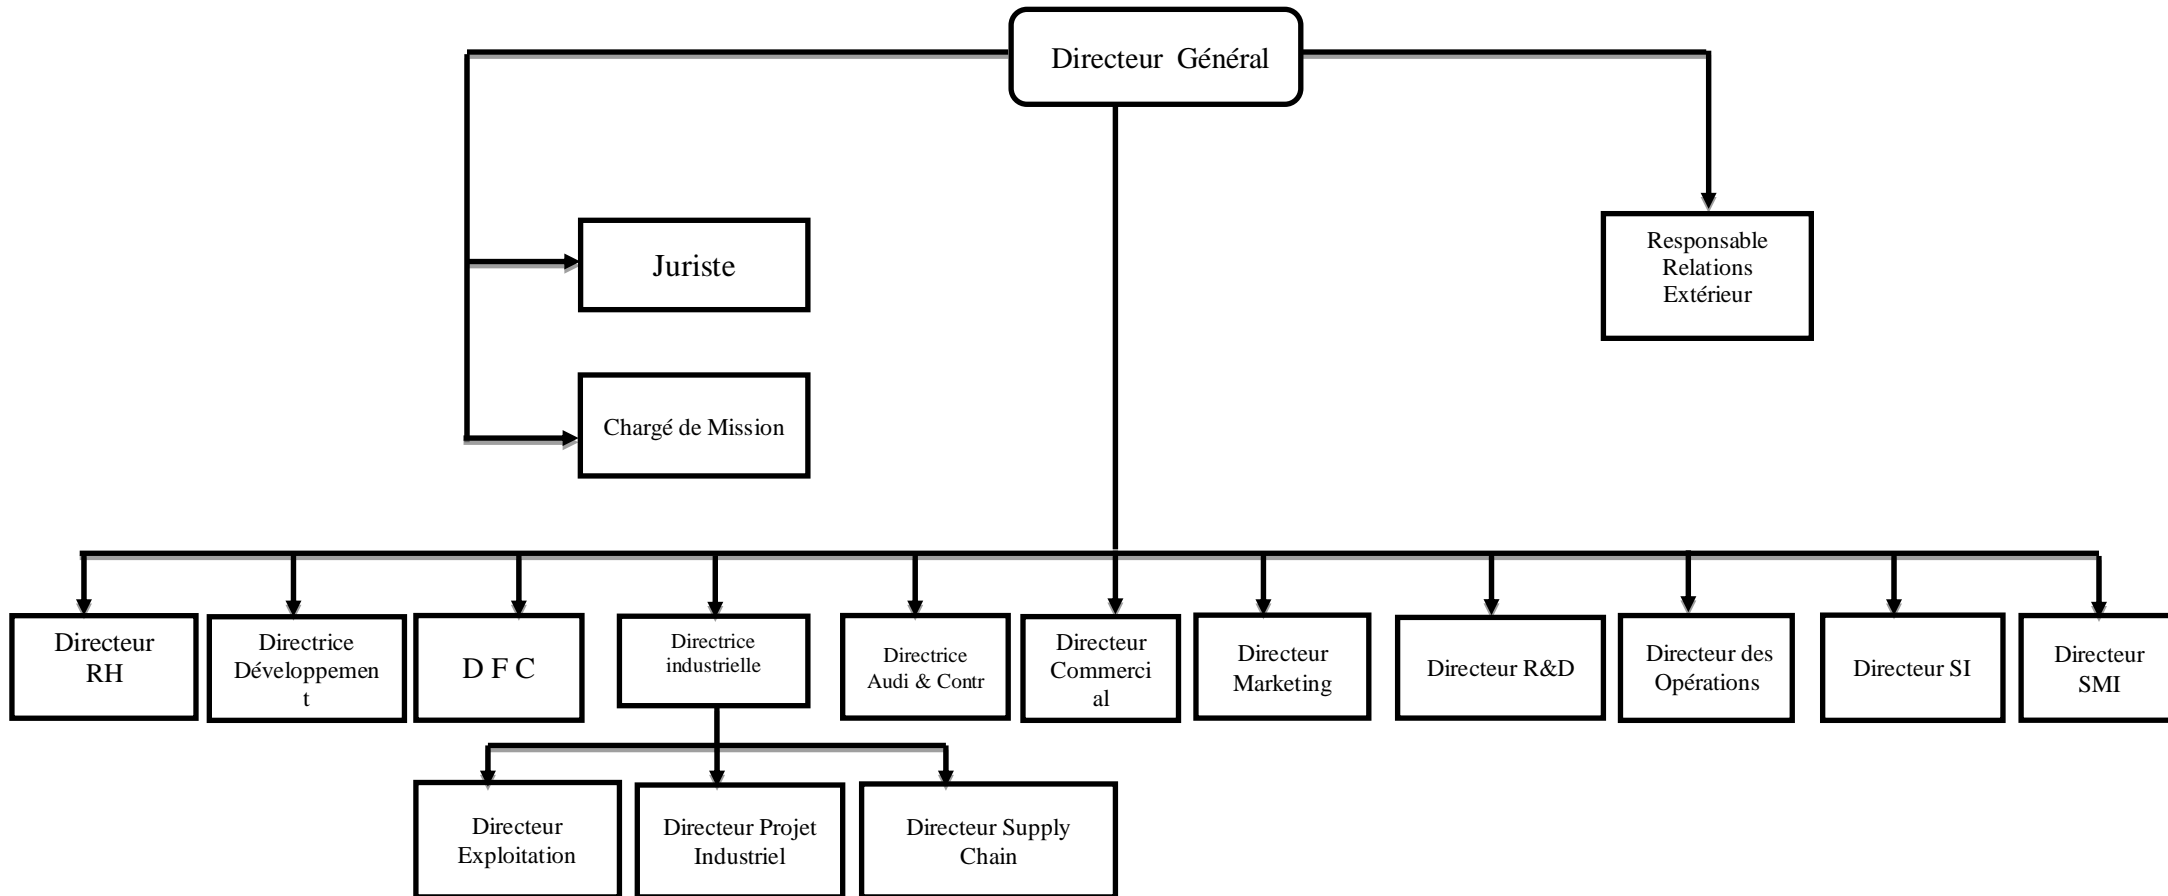 Directeur Général
Juriste
Responsable
Relations
Extérieur
Chargé de Mission
Directeur
RH
Directrice
Développemen
t
D F C
Directrice
industrielle
Directrice
Audi & Contr
Directeur
Commerci
al
Directeur
Marketing
Directeur R&D
Directeur des
Opérations
Directeur SI
Directeur
SMI
Directeur
Exploitation
Directeur Projet
Industriel
Directeur Supply
Chain